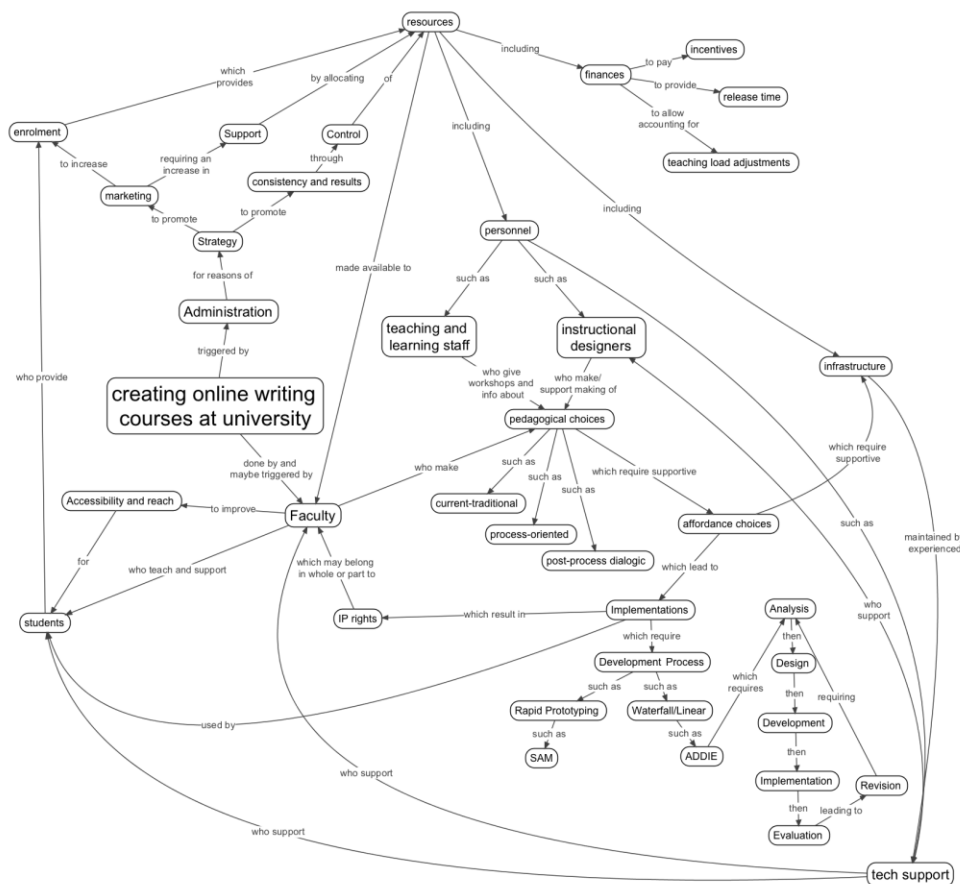 resources
including
incentives
to pay
finances
which
provides
by allocating
of
to provide
release time
to allow
accounting for
enrolment
Support
Control
including
teaching load adjustments
to increase
requiring an
increase in
through
consistency and results
marketing
to promote
to promote
including
personnel
Strategy
made available to
for reasons of
such as
such as
Administration
teaching and
learning staff
instructional
designers
triggered by
infrastructure
who provide
who give
workshops and
info about
who make/
support making of
creating online writing
courses at university
pedagogical choices
which require
supportive
done by and
maybe triggered by
who make
such as
which require supportive
such as
such as
Accessibility and reach
to improve
Faculty
current-traditional
affordance choices
such as
process-oriented
maintained by
experienced
which may belong
in whole or part to
post-process dialogic
for
who teach and support
which lead to
who
support
students
IP rights
which result in
Implementations
Analysis
which require
then
Development Process
Design
which
requires
such as
such as
then
requiring
Rapid Prototyping
Waterfall/Linear
Development
used by
such as
such as
then
SAM
ADDIE
who support
Implementation
Revision
then
leading to
who support
Evaluation
tech support